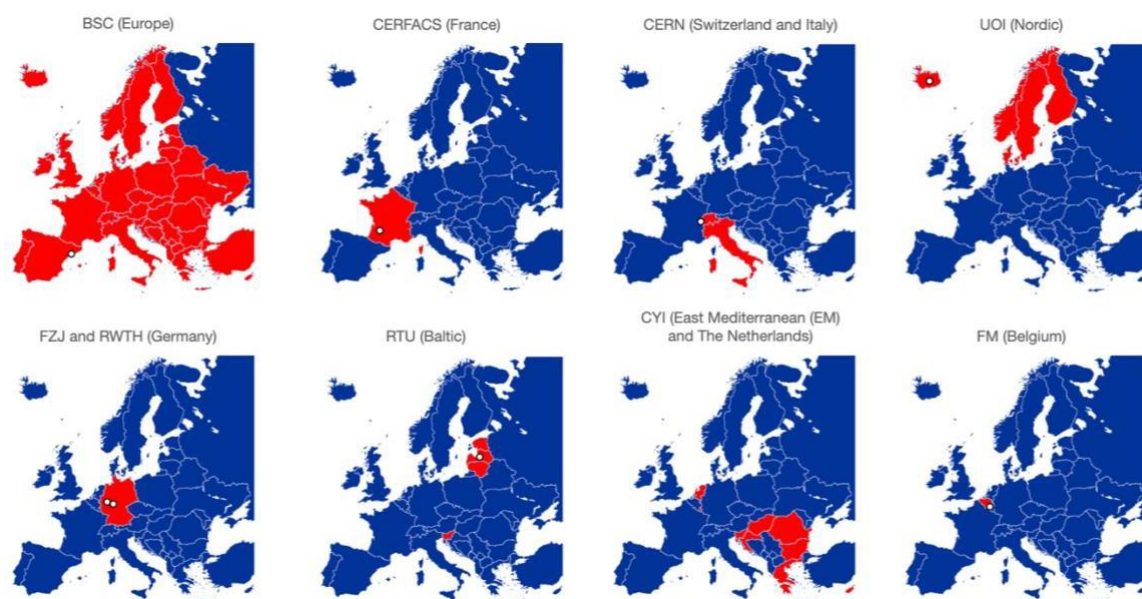 BSC (Europe)
CERFACS (France)
CERN (Switzerland and Italy)
UOI (Nordic)
FZJ and RWTH (Germany)
RTU (Baltic)
CYI (East Mediterranean (EM)
and The Netherlands)
FM (Belgium)